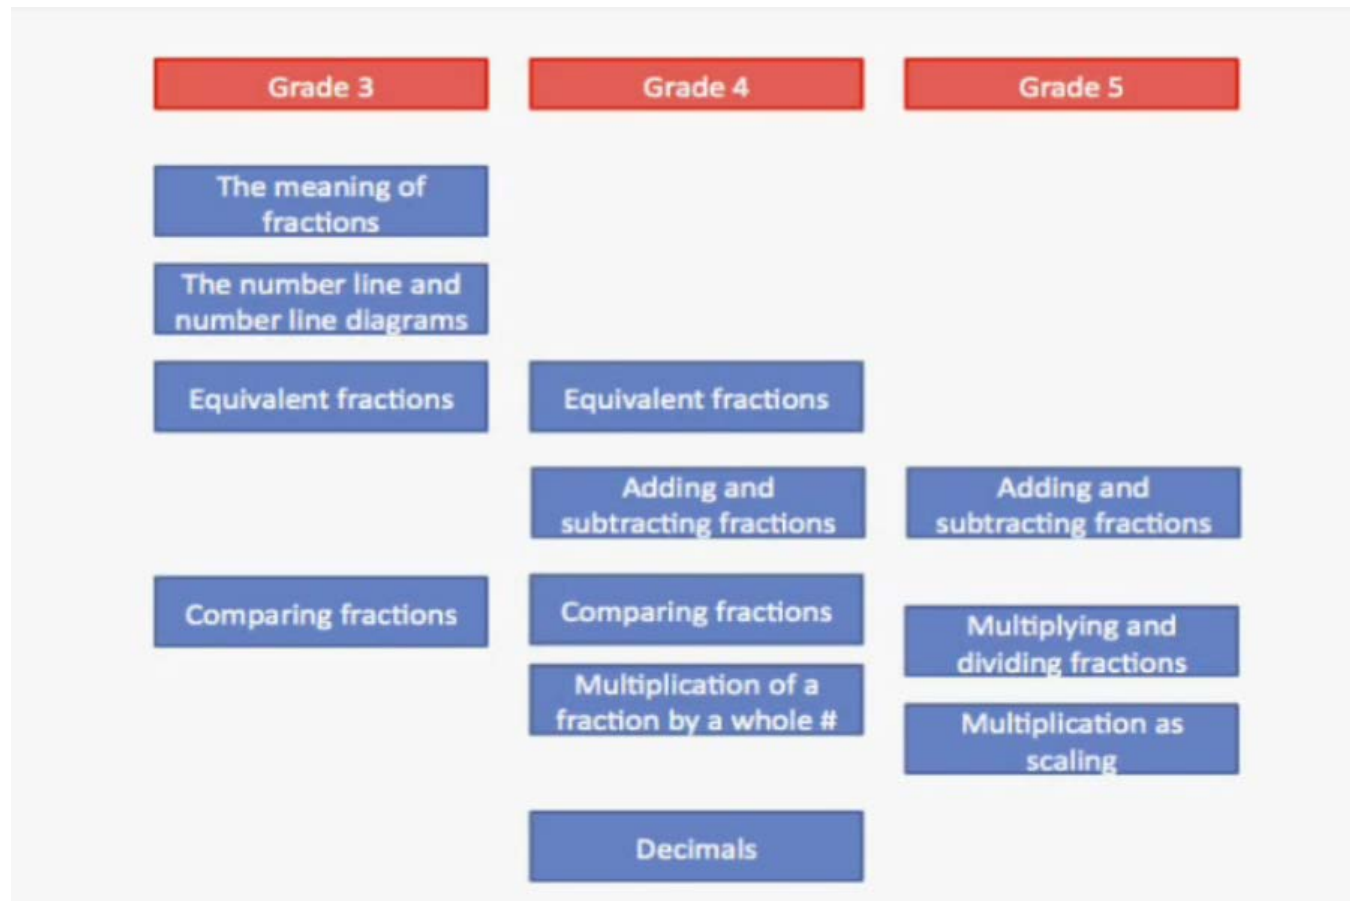 Grade 3
Grade 4
Grade 5
The meaning of
fractions
The number line and
number line diagrams
Equivalent fractions
Equivalent fractions
Adding and
subtracting fractions
Adding and
subtracting fractions
Comparing fractions
Comparing fractions
Multiplying and
dividing fractions
Multiplication of a
fraction by a whole #
Multiplication as
scaling
Decimals